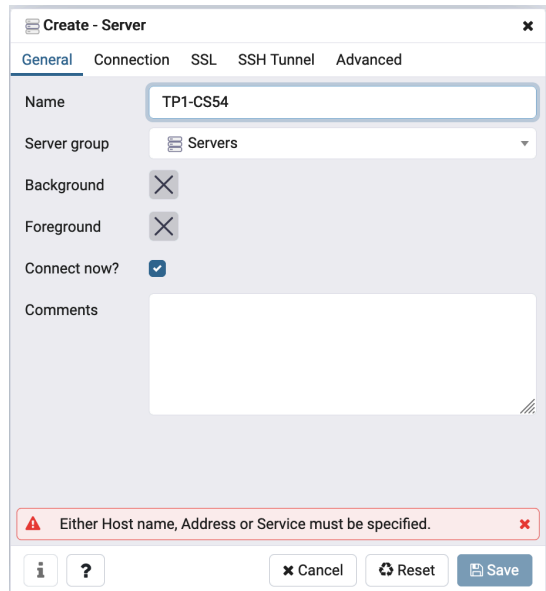 Create - Server
General Connection SSL SSH Tunnel Advanced
Name TP1-CS54
Server group Servers
Background
Foreground
Connect now?
Comments
Either Host name, Address or Service must be specified.
i ? Cancel Reset Save